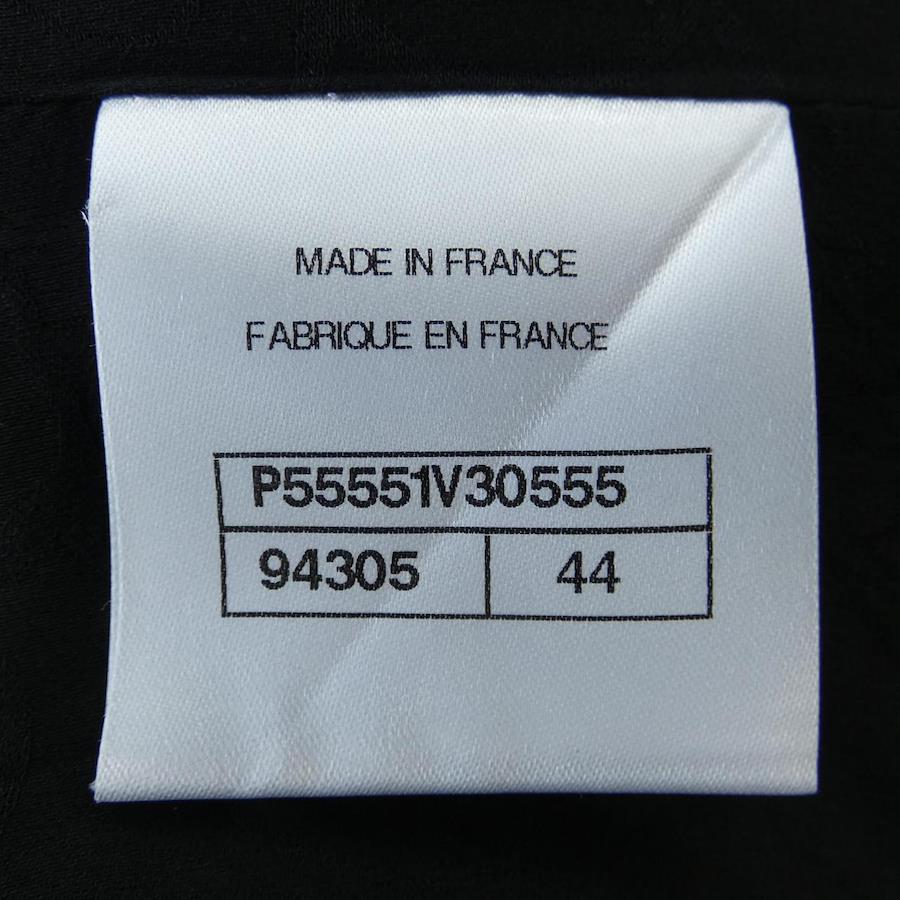 MADE IN FRANCE
FABRIQUE EN FRANCE
P55551V30555
94305 44